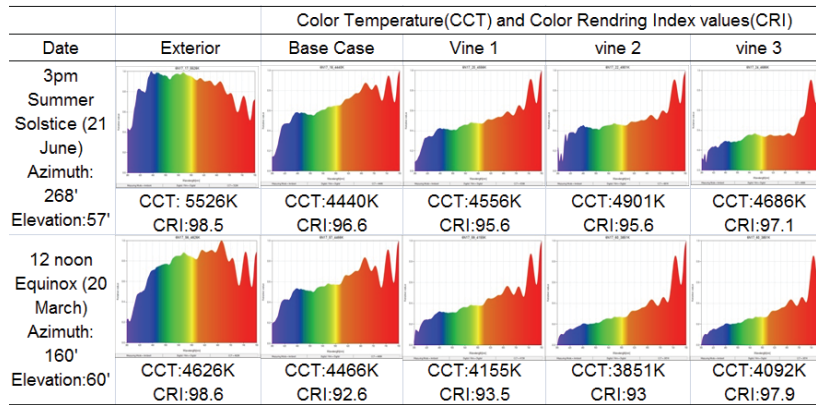 Color Temperature(CCT) and Color Rendring Index values(CRI)
Date Exterior Base Case Vine 1 vine 2 vine 3
3pm
Summer
Solstice (21
June)
Azimuth:
268'
Elevation:57'
CCT: 5526K CCT:4440K CCT:4556K CCT:4901K CCT:4686K
CRI:98.5 CRI:96.6 CRI:95.6 CRI:95.6 CRI:97.1
12 noon
Equinox (20
March)
Azimuth:
160'
Elevation:60'
CCT:4626K CCT:4466K CCT:4155K CCT:3851K CCT:4092K
CRI:98.6 CRI:92.6 CRI:93.5 CRI:93 CRI:97.9